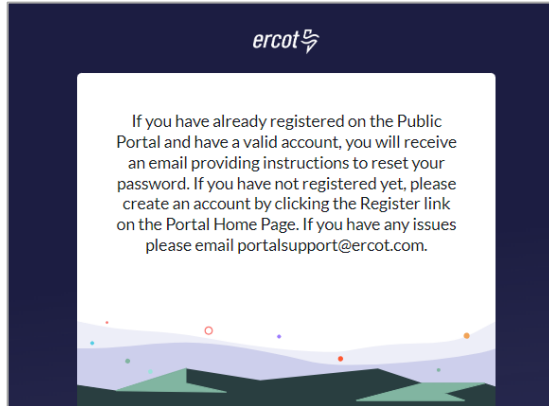 ercot
If you have already registered on the Public
Portal and have a valid account, you will receive
an email providing instructions to reset your
password. If you have not registered yet, please
create an account by clicking the Register link
on the Portal Home Page. If you have any issues
please email portalsupport@ercot.com.